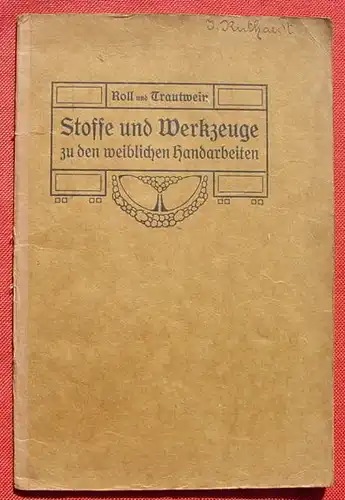 Roll und Trautwein
Stoffe und Werkzeuge
zu den weiblichen Handarbeiten